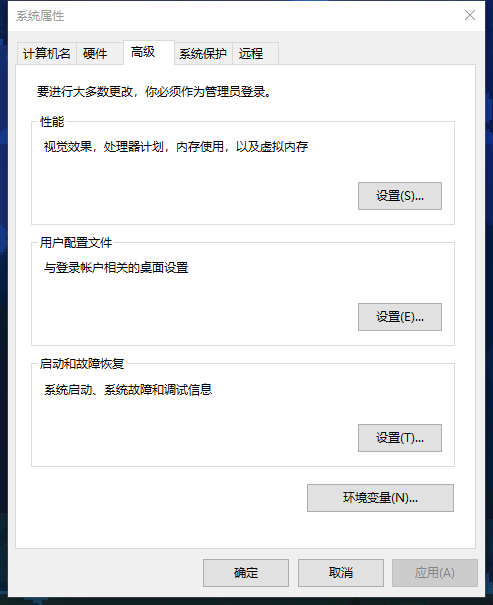 系统属性
计算机名 硬件 高级 系统保护 远程
要进行大多数更改，你必须作为管理员登录。
性能
视觉效果，处理器计划，内存使用，以及虚拟内存
设置(S)...
用户配置文件
与登录帐户相关的桌面设置
设置(E)...
启动和故障恢复
系统启动、系统故障和调试信息
设置(T)...
环境变量(N)...
确定 取消 应用(A)